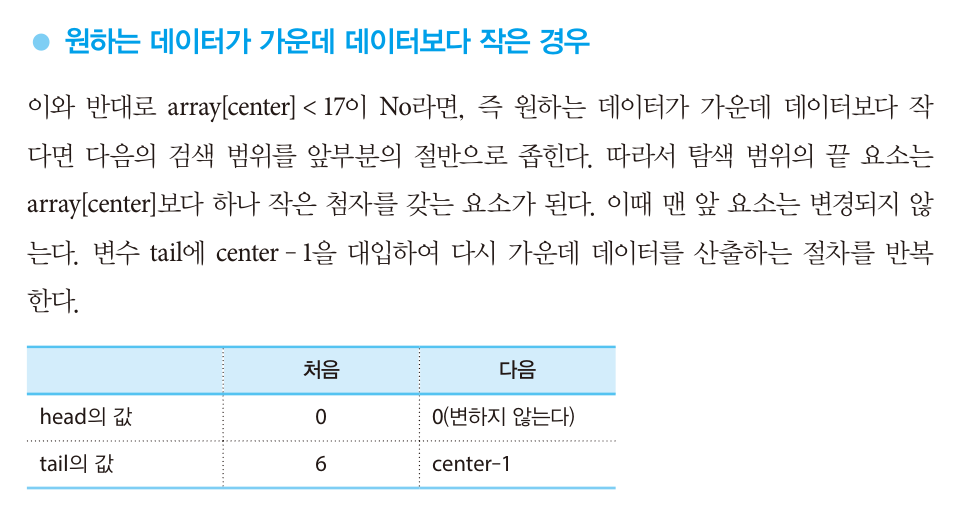 ● 원하는 데이터가 가운데 데이터보다 작은 경우
이와 반대로 array[center] < 17이 No라면, 즉 원하는 데이터가 가운데 데이터보다 작
다면 다음의 검색 범위를 앞부분의 절반으로 좁힌다. 따라서 탐색 범위의 끝 요소는
array[center]보다 하나 작은 첨자를 갖는 요소가 된다. 이때 맨 앞 요소는 변경되지 않
는다. 변수 tail에 center - 1을 대입하여 다시 가운데 데이터를 산출하는 절차를 반복
한다.
처음 다음
head의 값 0 0(변하지 않는다)
tail의 값 6 center-1